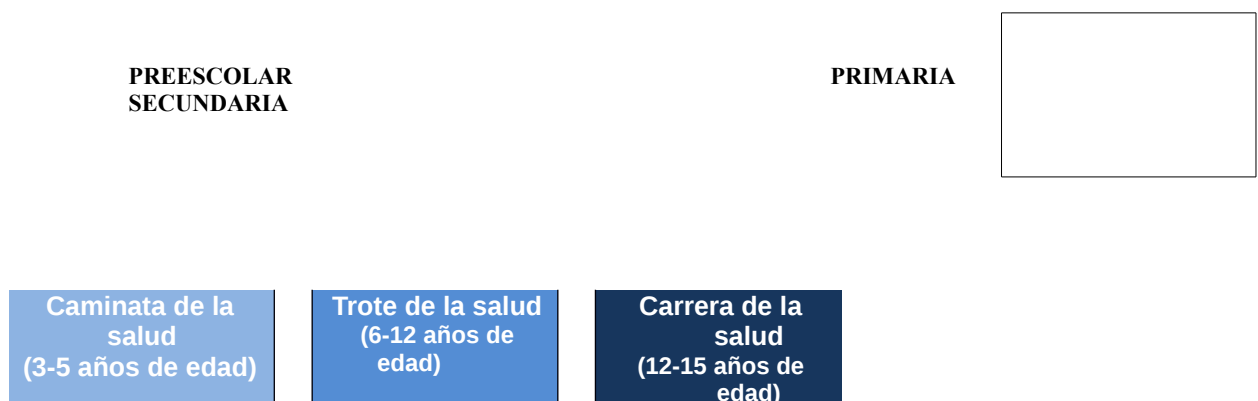 PREESCOLAR PRIMARIA
SECUNDARIA
Caminata de la
salud
(3-5 años de edad)
Trote de la salud
(6-12 años de
edad)
Carrera de la
salud
(12-15 años de
edad)